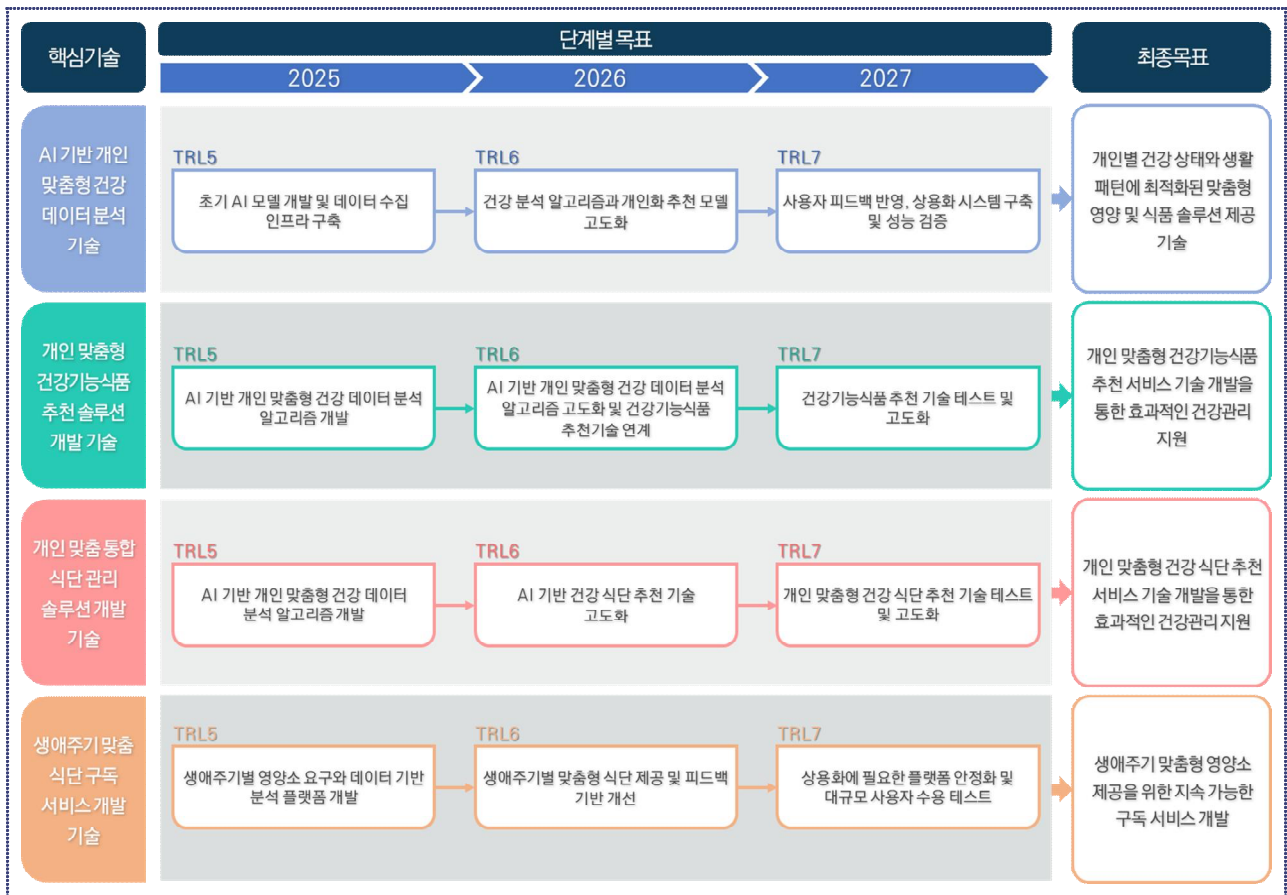 핵심기술
단계별 목표
최종목표
2025
2026
2027
AI 기반 개인
맞춤형 건강
데이터 분석
기술
TRL5
초기 AI 모델 개발 및 데이터 수집
인프라 구축
TRL6
건강 분석 알고리즘과 개인화 추천 모델
고도화
TRL7
사용자 피드백 반영, 상용화 시스템 구축
및 성능 검증
개인별 건강 상태와 생활
패턴에 최적화된 맞춤형
영양 및 식품 솔루션 제공
기술
개인 맞춤형
건강기능식품
추천 솔루션
개발 기술
TRL5
AI 기반 개인 맞춤형 건강 데이터 분석
알고리즘 개발
TRL6
AI 기반 개인 맞춤형 건강 데이터 분석
알고리즘 고도화 및 건강기능식품
추천기술 연계
TRL7
건강기능식품 추천 기술 테스트 및
고도화
개인 맞춤형 건강기능식품
추천 서비스 기술 개발을
통한 효과적인 건강관리
지원
개인 맞춤 통합
식단 관리
솔루션 개발
기술
TRL5
AI 기반 개인 맞춤형 건강 데이터
분석 알고리즘 개발
TRL6
AI 기반 건강 식단 추천 기술
고도화
TRL7
개인 맞춤형 건강 식단 추천 기술 테스트
및 고도화
개인 맞춤형 건강 식단 추천
서비스 기술 개발을 통한
효과적인 건강관리 지원
생애주기 맞춤
식단 구독
서비스 개발
기술
TRL5
생애주기별 영양소 요구와 데이터 기반
분석 플랫폼 개발
TRL6
생애주기별 맞춤형 식단 제공 및 피드백
기반 개선
TRL7
상용화에 필요한 플랫폼 안정화 및
대규모 사용자 수용 테스트
생애주기 맞춤형 영양소
제공을 위한 지속 가능한
구독 서비스 개발